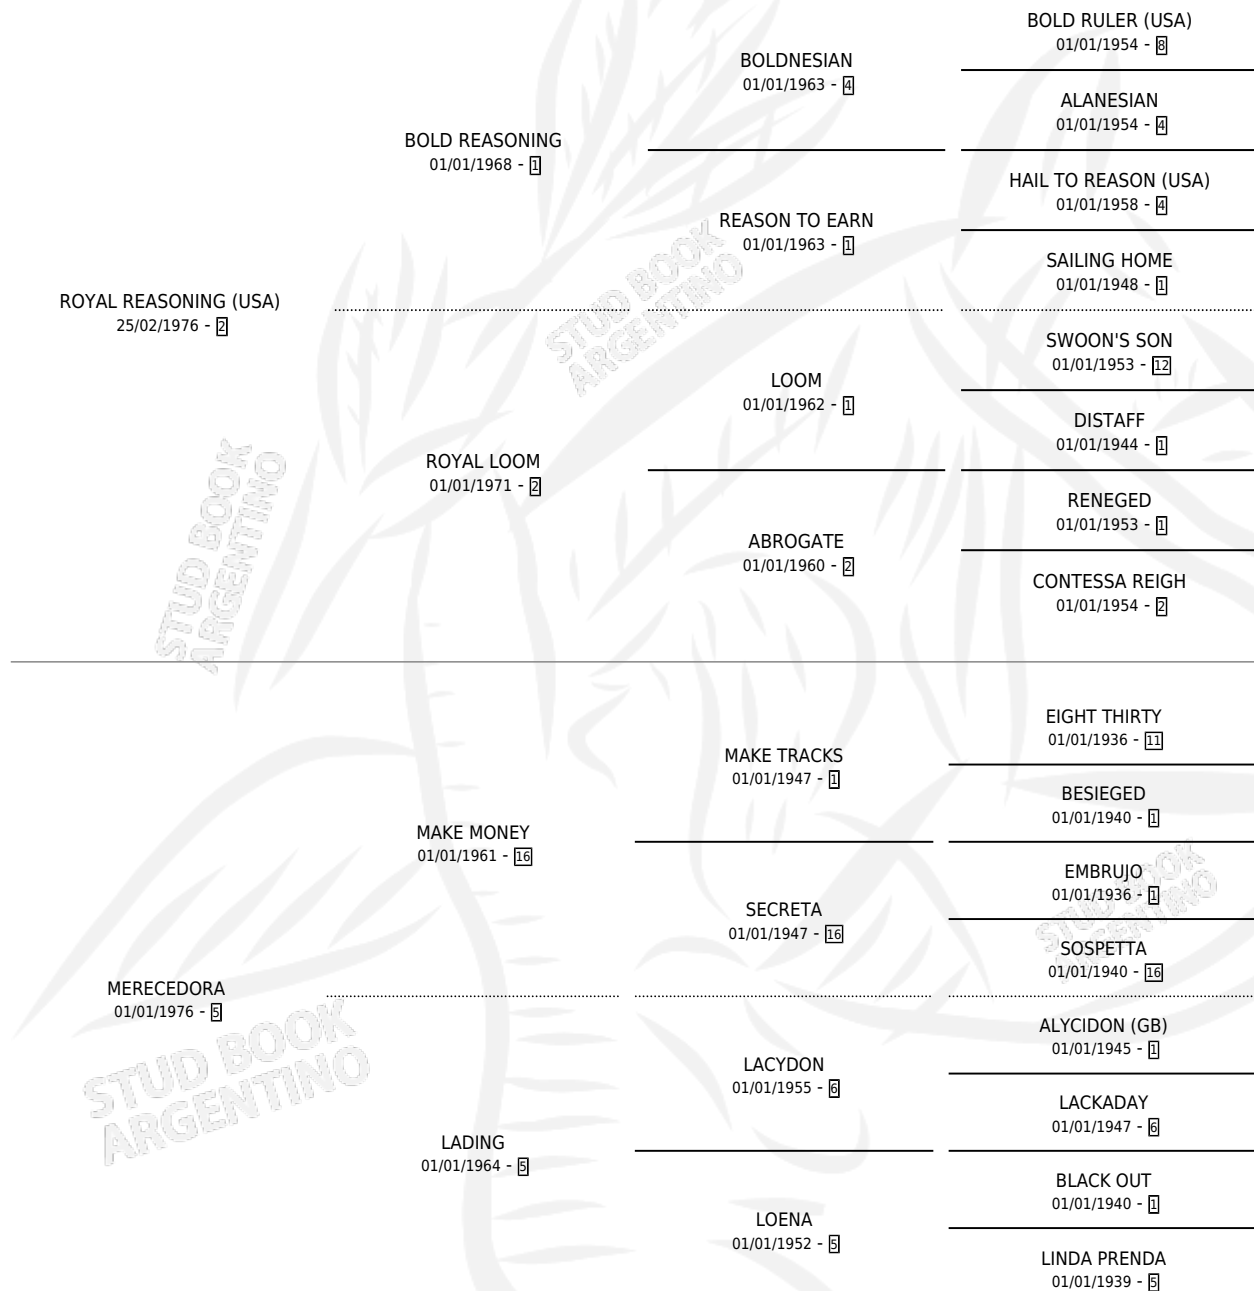 BOLD RULER (USA)
01/01/1954 - 8
BOLDNESIAN
01/01/1963 - 4
ALANESIAN
01/01/1954 - 4
BOLD REASONING
01/01/1968 - 1
HAIL TO REASON (USA)
01/01/1958 - 4
REASON TO EARN
01/01/1963 - 1
SAILING HOME
01/01/1948 - 1
ROYAL REASONING (USA)
25/02/1976 - 2
STUD BOOK
ARGENTINO
SWOON'S SON
01/01/1953 - 12
LOOM
01/01/1962 - 1
DISTAFF
01/01/1944 - 1
ROYAL LOOM
01/01/1971 - 2
RENEGED
01/01/1953 - 1
ABROGATE
01/01/1960 - 2
CONTESSA REIGH
01/01/1954 - 2
STUD BOOK
ARGENTINO
EIGHT THIRTY
01/01/1936 - 11
MAKE TRACKS
01/01/1947 - 1
BESIEGED
01/01/1940 - 1
MAKE MONEY
01/01/1961 - 16
EMBRUJO
01/01/1936 - 1
SECRETA
01/01/1947 - 16
SOSPETTA
01/01/1940 - 16
STUD BOOK
ARGENTINO
MERECEDORA
01/01/1976 - 5
STUD BOOK
ARGENTINO
ALYCIDON (GB)
01/01/1945 - 1
LACYDON
01/01/1955 - 6
LACKADAY
01/01/1947 - 6
LADING
01/01/1964 - 5
BLACK OUT
01/01/1940 - 1
LOENA
01/01/1952 - 5
LINDA PRENDA
01/01/1939 - 5